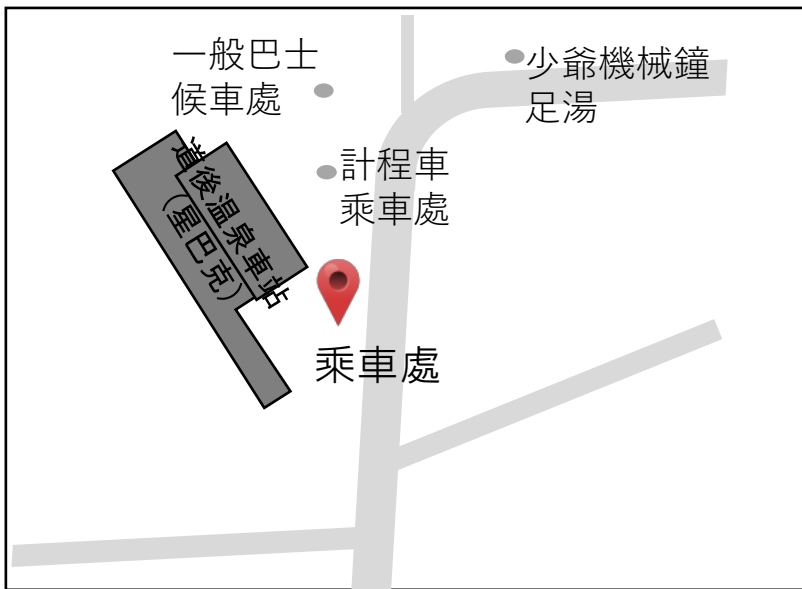 一般巴士
候車處
少爺機械鐘
足湯
計程車
乘車處
道後溫泉車站
（星巴克）
乘車處